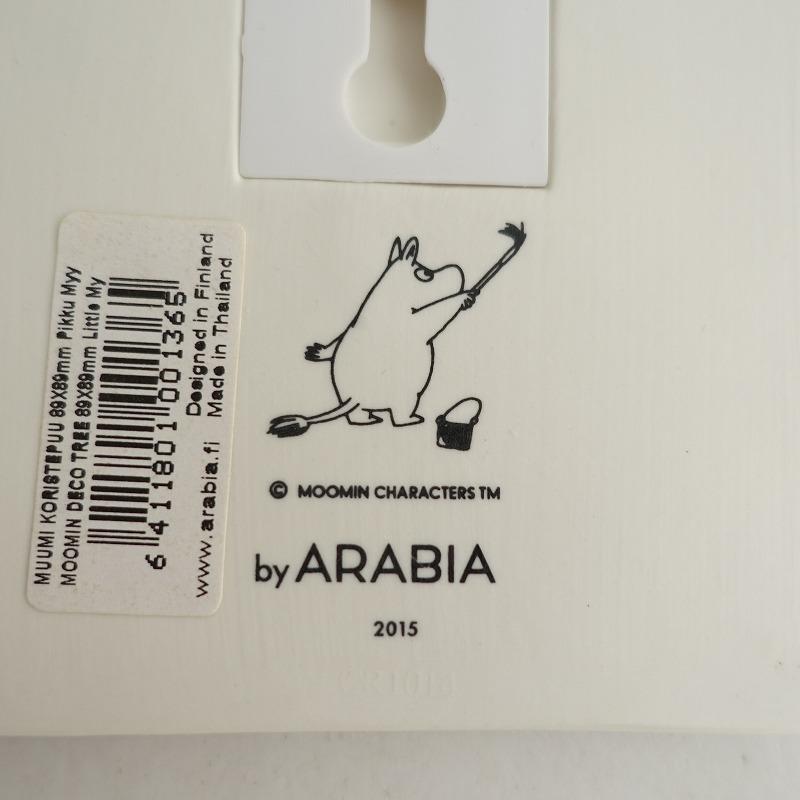 MUUMI KORISTEPUU 89X89mm Pikku Myy
MOOMIN DECO TREE 89X89mm Little My
6 411801 001365
Designed in Finland
www.arabia.fi Made in Thailand
© MOOMIN CHARACTERS TM
by ARABIA
2015